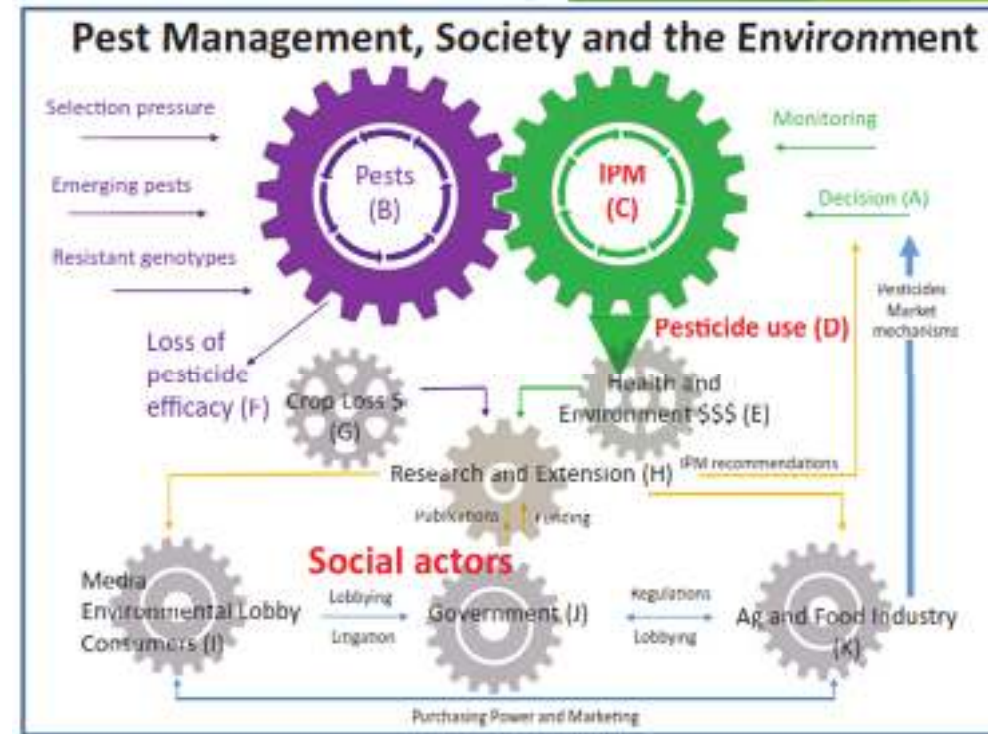 Pest Management, Society and the Environment
Selection pressure
Emerging pests
Resistant genotypes
Pests
(B)
IPM
(C)
Monitoring
Decision (A)
Pesticides
Market
mechanisms
Pesticide use (D)
Loss of
pesticide
efficacy (F)
Crop Loss $
(G)
Health and
Environment $$$ (E)
Research and Extension (H)
IPM recommendations
Publications
Funding
Social actors
Media
Environmental Lobby
Consumers (I)
Lobbying
Litigation
Government (J)
Regulations
Lobbying
Ag and Food Industry
(K)
Purchasing Power and Marketing